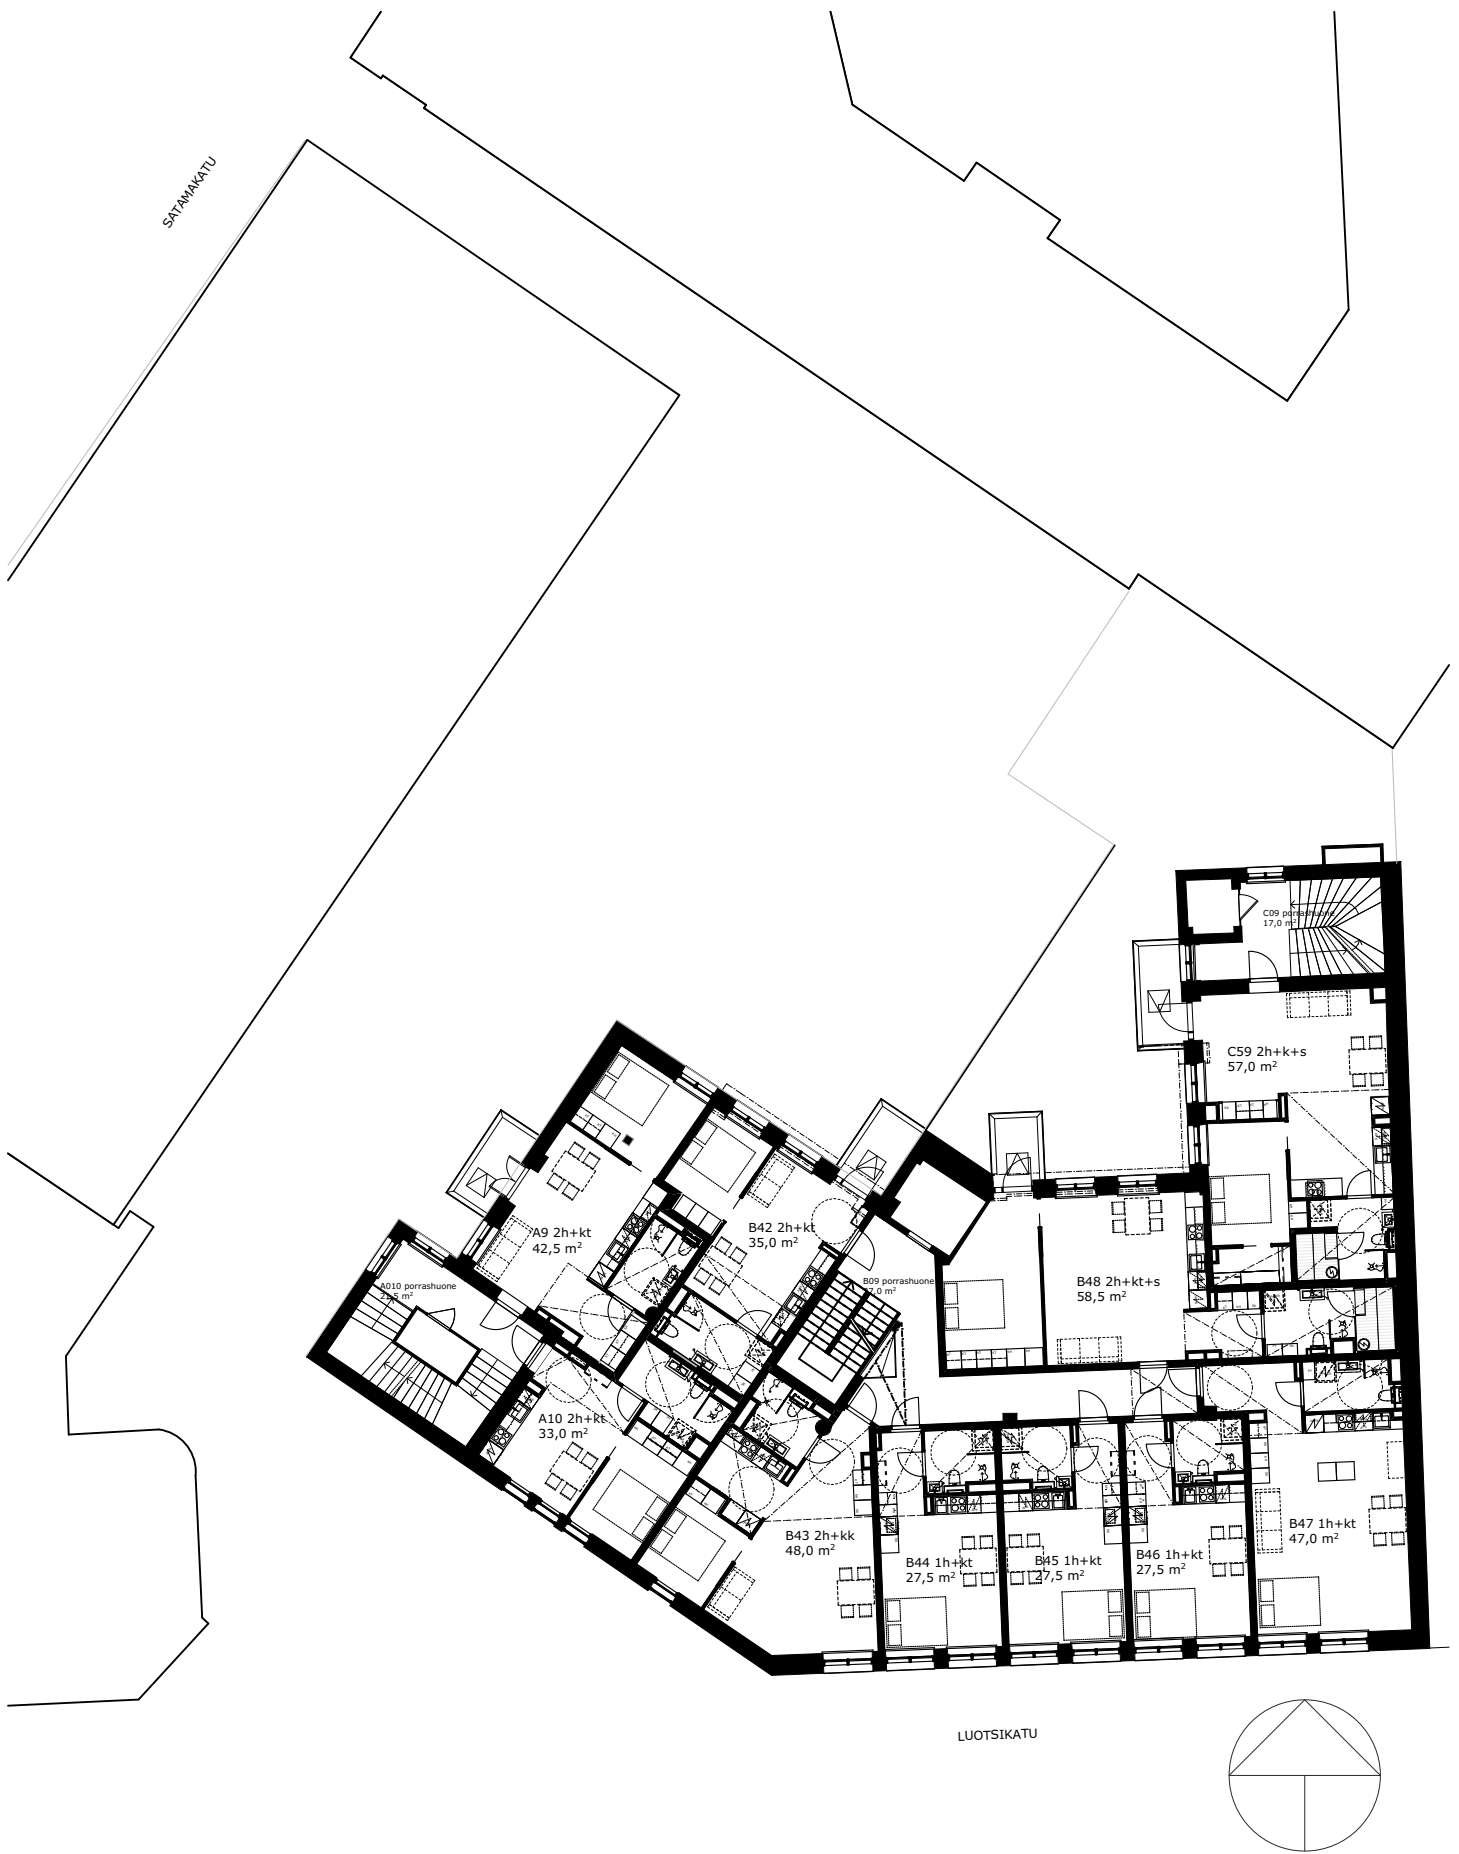 SATAMAKATU
C09 porrashuone
17,0 m²
C59 2h+k+s
57,0 m²
A9 2h+kt
42,5 m²
B42 2h+kt
35,0 m²
A010 porrashuone
B09 porrashuone
B48 2h+kt+s
58,5 m²
A10 2h+kt
33,0 m²
B43 2h+kk
48,0 m²
B44 1h+kt
27,5 m²
B45 1h+kt
27,5 m²
B46 1h+kt
27,5 m²
B47 1h+kt
47,0 m²
LUOTSIKATU